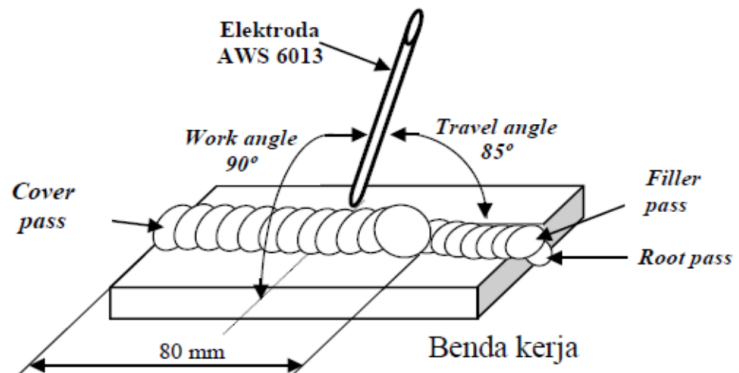 Elektroda
AWS 6013
Work angle
90º
Travel angle
85º
Cover
pass
Filler
pass
Root pass
80 mm
Benda kerja